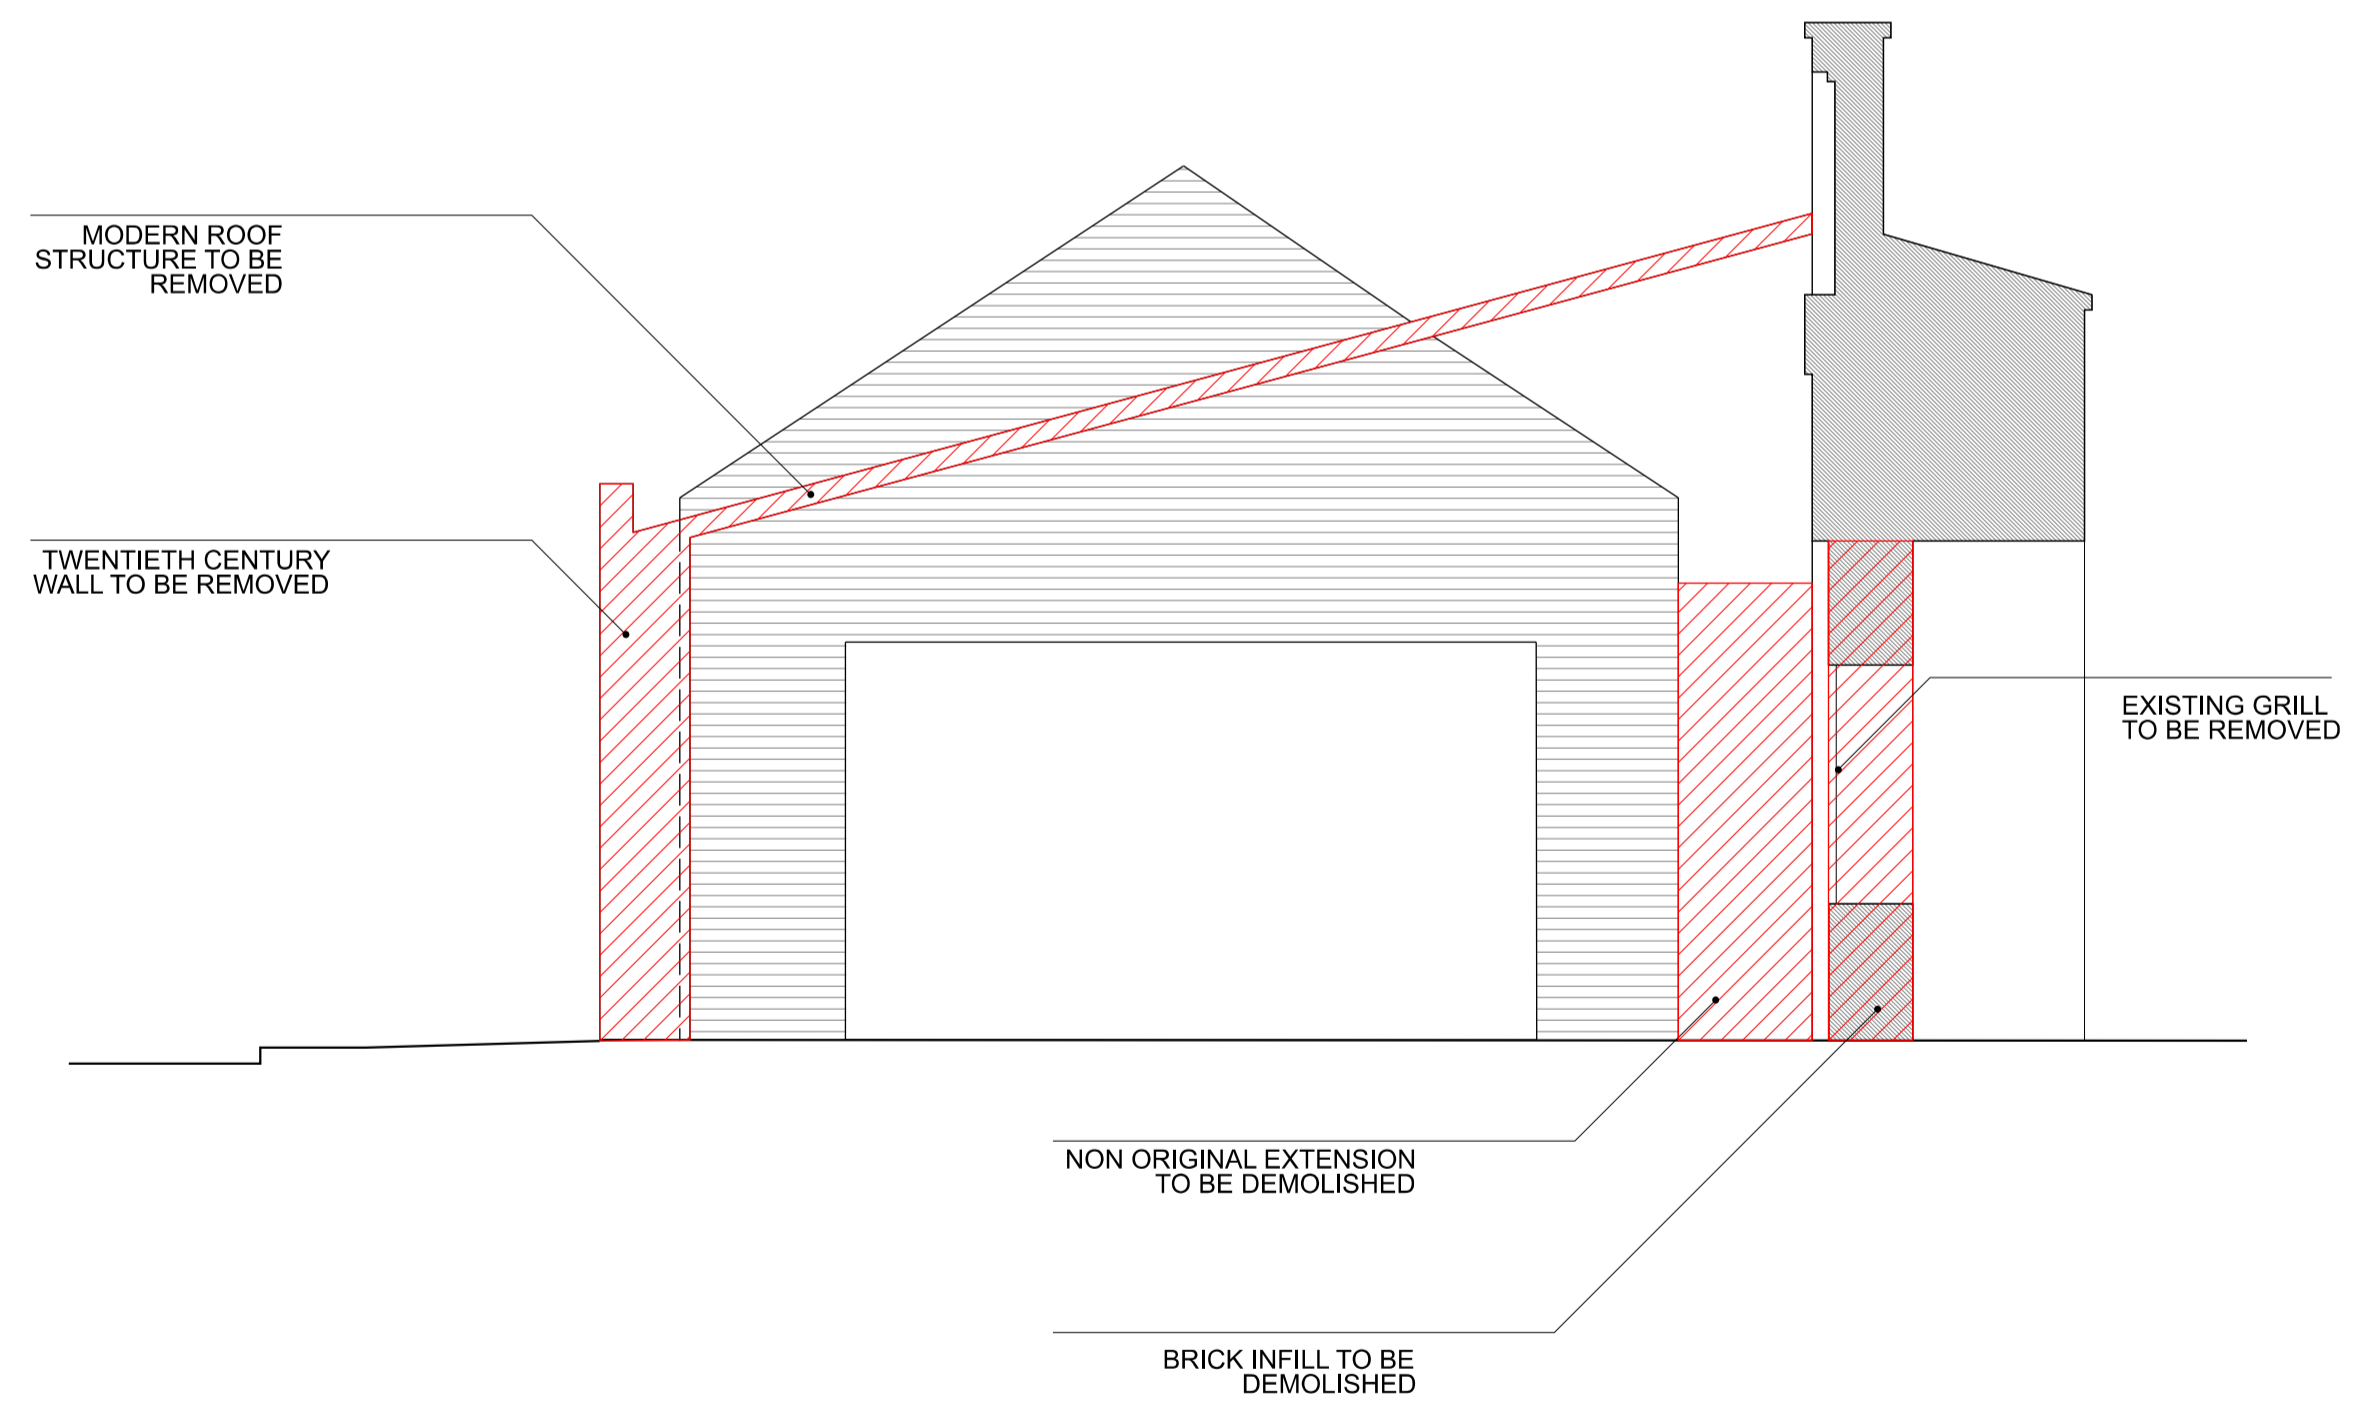 MODERN ROOF
STRUCTURE TO BE
REMOVED
TWENTIETH CENTURY
WALL TO BE REMOVED
EXISTING GRILL
TO BE REMOVED
NON ORIGINAL EXTENSION
TO BE DEMOLISHED
BRICK INFILL TO BE
DEMOLISHED